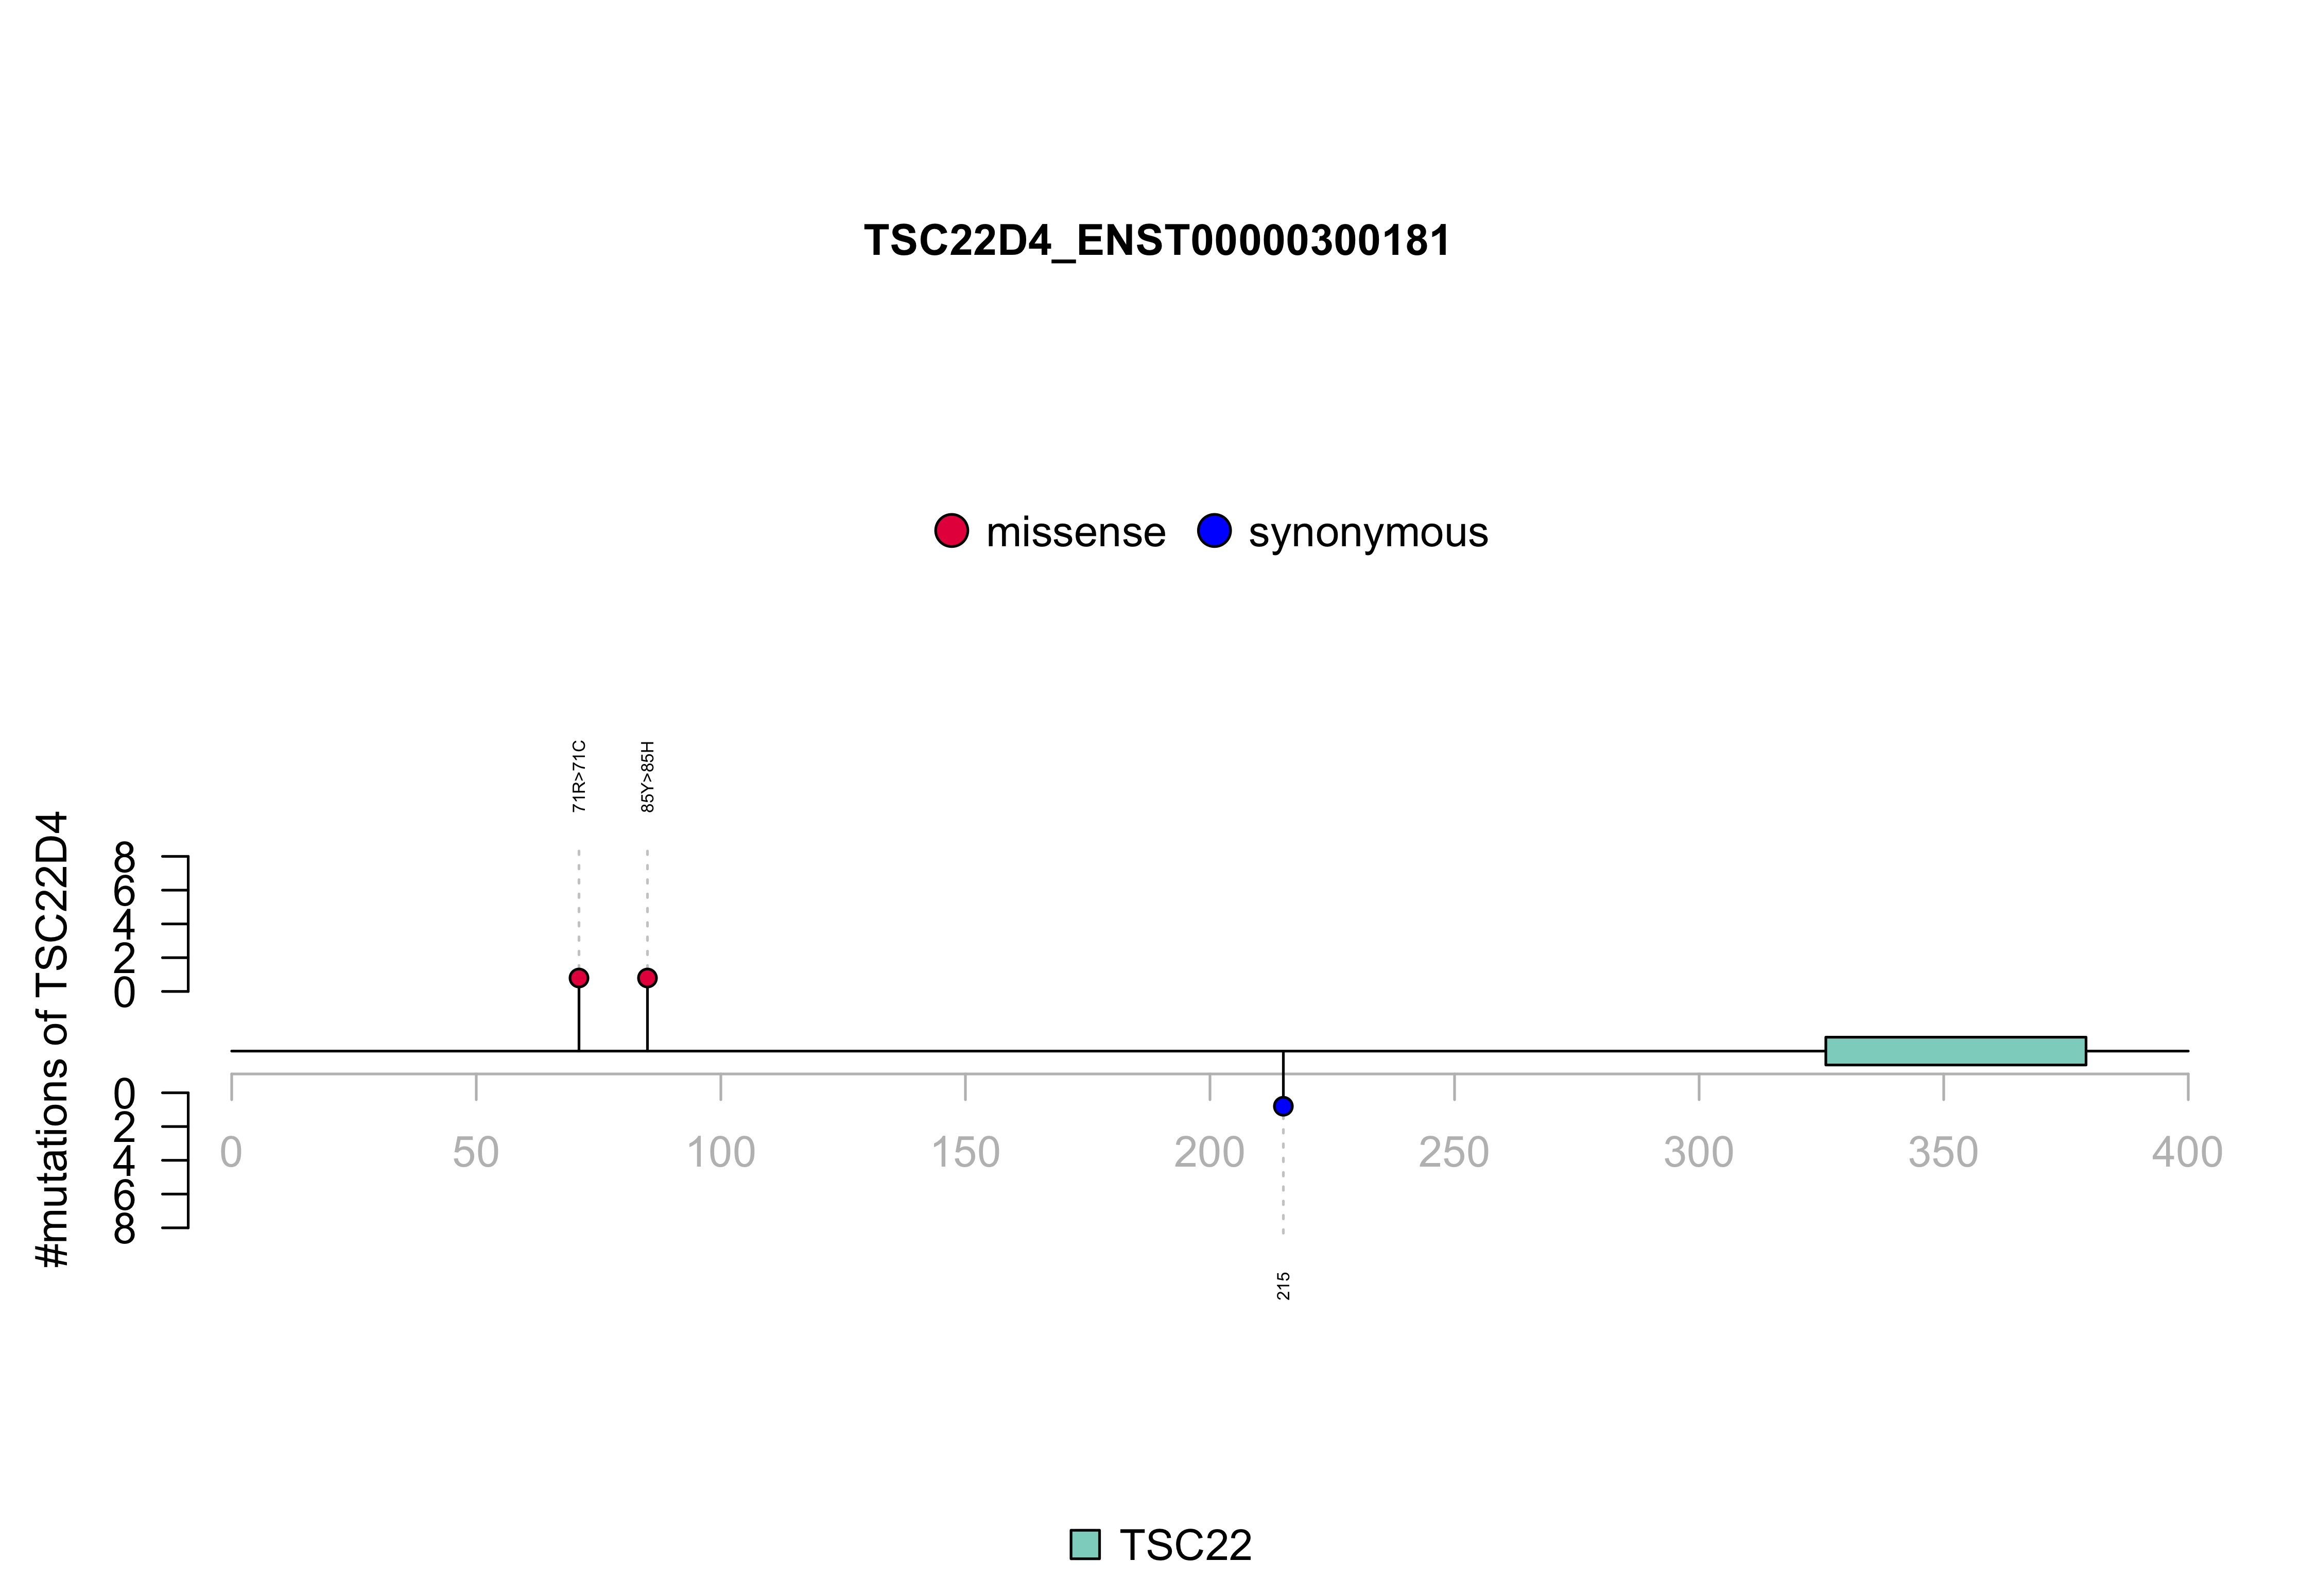 TSC22D4_ENST00000300181
missense synonymous
71R>71C 85Y>85H
#mutations of TSC22D4
8
6
4
2
0
0
2
4
6
8
0 50 100 150 200 250 300 350 400
215
TSC22